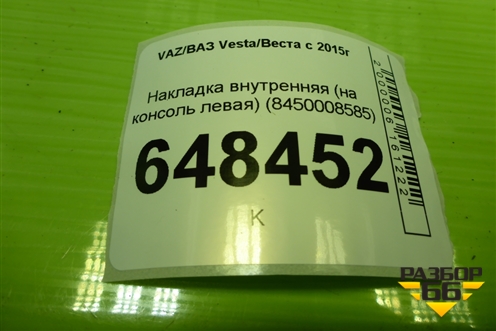 VAZ/ВАЗ Vesta/Веста с 2015г
Накладка внутренняя (на
консоль левая) (8450008585)
648452
К
2000006161222
РАЗБОР
66